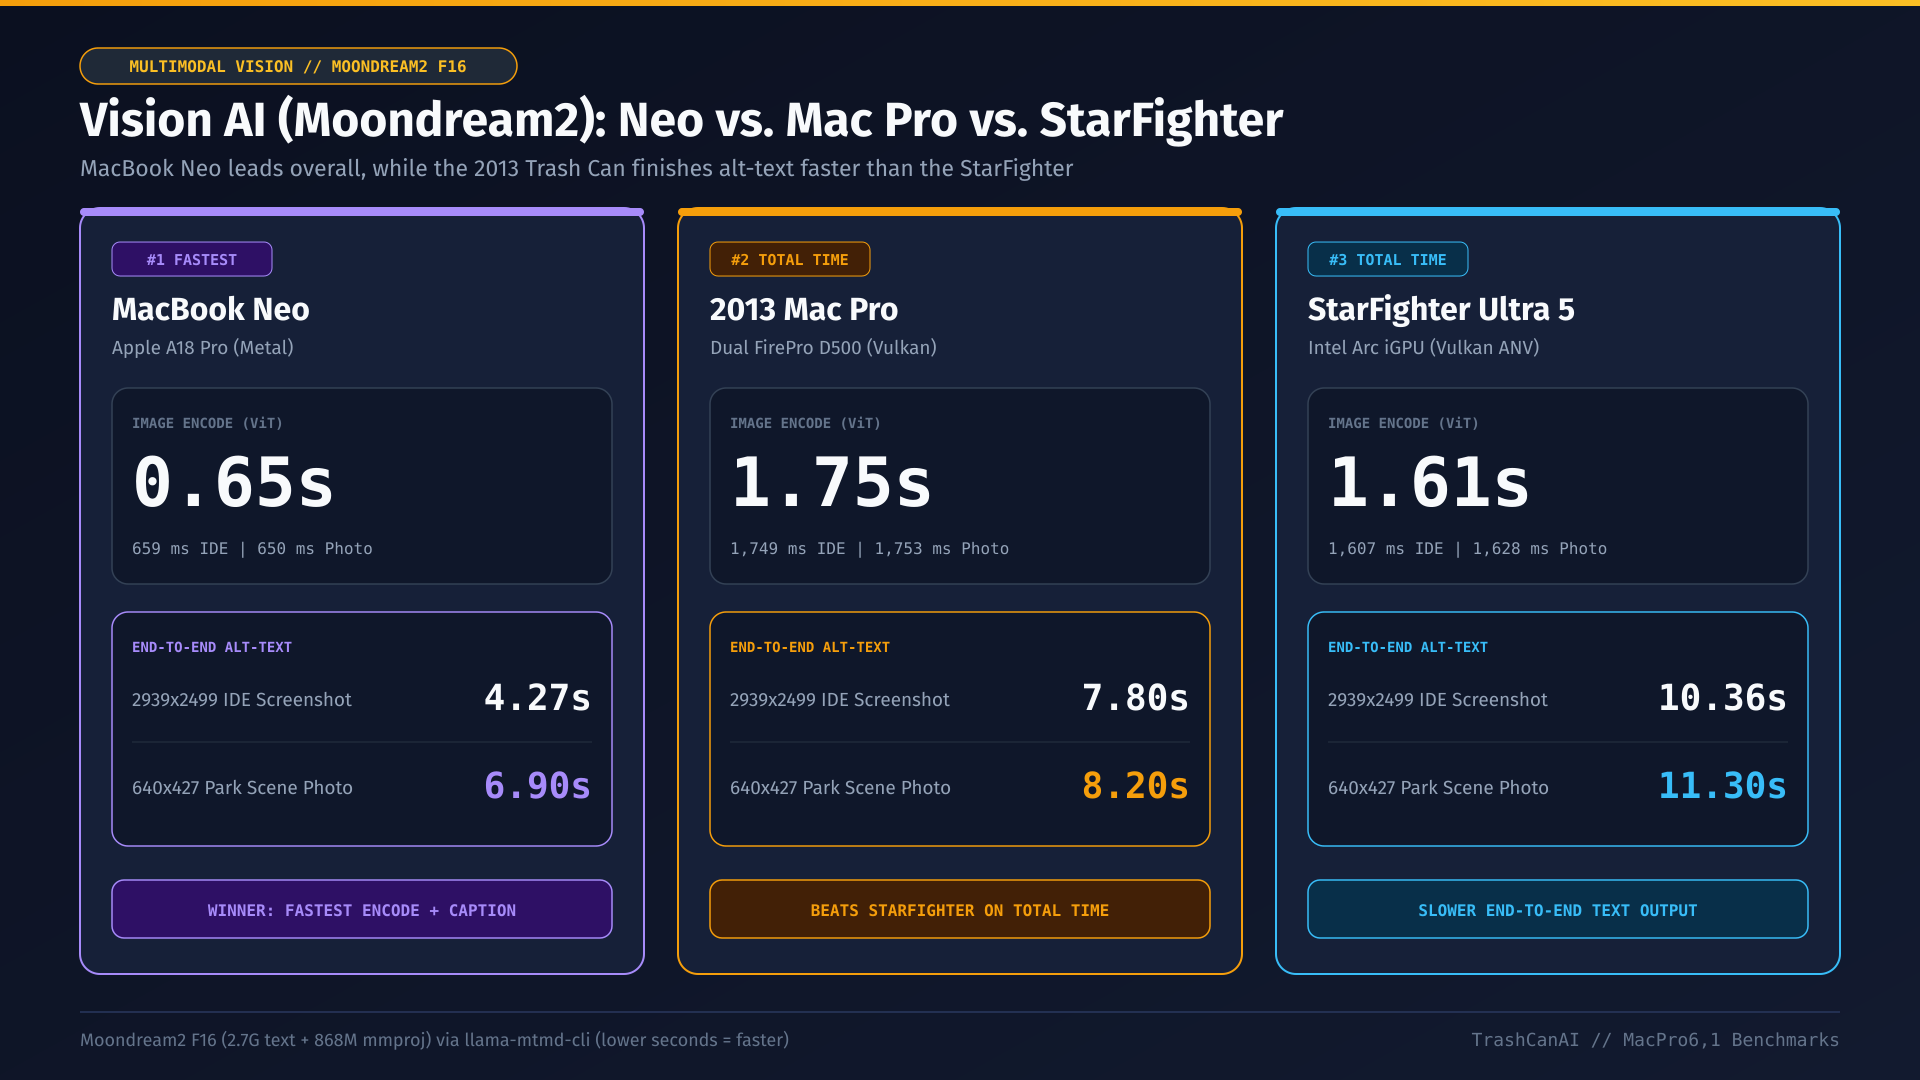 MULTIMODAL VISION // MOONDREAM2 F16
Vision AI (Moondream2): Neo vs. Mac Pro vs. StarFighter
MacBook Neo leads overall, while the 2013 Trash Can finishes alt-text faster than the StarFighter
#1 FASTEST
MacBook Neo
Apple A18 Pro (Metal)
IMAGE ENCODE (ViT)
0.65s
659 ms IDE | 650 ms Photo
END-TO-END ALT-TEXT
2939x2499 IDE Screenshot 4.27s
640x427 Park Scene Photo 6.90s
WINNER: FASTEST ENCODE + CAPTION
#2 TOTAL TIME
2013 Mac Pro
Dual FirePro D500 (Vulkan)
IMAGE ENCODE (ViT)
1.75s
1,749 ms IDE | 1,753 ms Photo
END-TO-END ALT-TEXT
2939x2499 IDE Screenshot 7.80s
640x427 Park Scene Photo 8.20s
BEATS STARFIGHTER ON TOTAL TIME
#3 TOTAL TIME
StarFighter Ultra 5
Intel Arc iGPU (Vulkan ANV)
IMAGE ENCODE (ViT)
1.61s
1,607 ms IDE | 1,628 ms Photo
END-TO-END ALT-TEXT
2939x2499 IDE Screenshot 10.36s
640x427 Park Scene Photo 11.30s
SLOWER END-TO-END TEXT OUTPUT
Moondream2 F16 (2.7G text + 868M mmproj) via llama-mtmd-cli (lower seconds = faster)
TrashCanAI // MacPro6,1 Benchmarks